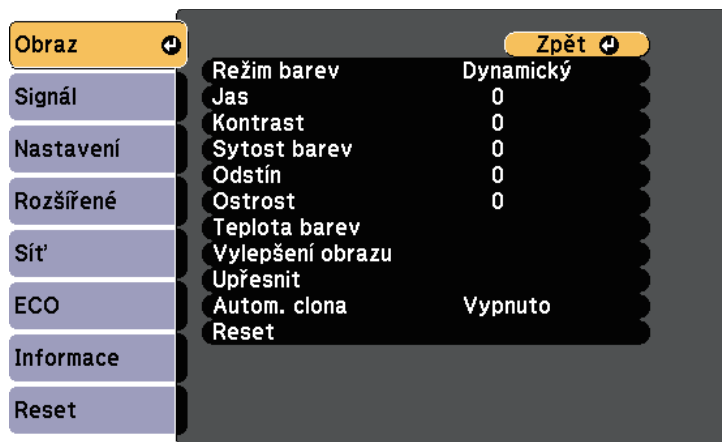 Obraz
Signál
Nastavení
Rozšířené
Síť
ECO
Informace
Reset
Zpět
Režim barev Dynamický
Jas 0
Kontrast 0
Sytost barev 0
Odstín 0
Ostrost 0
Teplota barev
Vylepšení obrazu
Upřesnit
Autom. clona Vypnuto
Reset